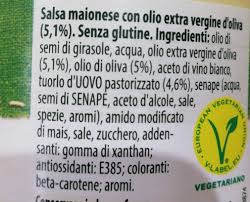 Salsa maionese con olio extra vergine d'oliva
(5,1%). Senza glutine. Ingredienti: olio di
semi di girasole, acqua, olio extra vergine d'oliva
(5,1%), olio di oliva (5%), aceto di vino bianco,
tuorlo d'UOVO pastorizzato (4,6%), senape (acqua,
semi di SENAPE, aceto d'alcole, sale,
spezie, aromi), amido modificato
di mais, sale, zucchero, adden-
santi: gomma di xanthan;
antiossidanti: E385; coloranti:
beta-carotene; aromi.
EUROPEAN VEGETARIAN
V-LABEL.EU
VEGETARIANO